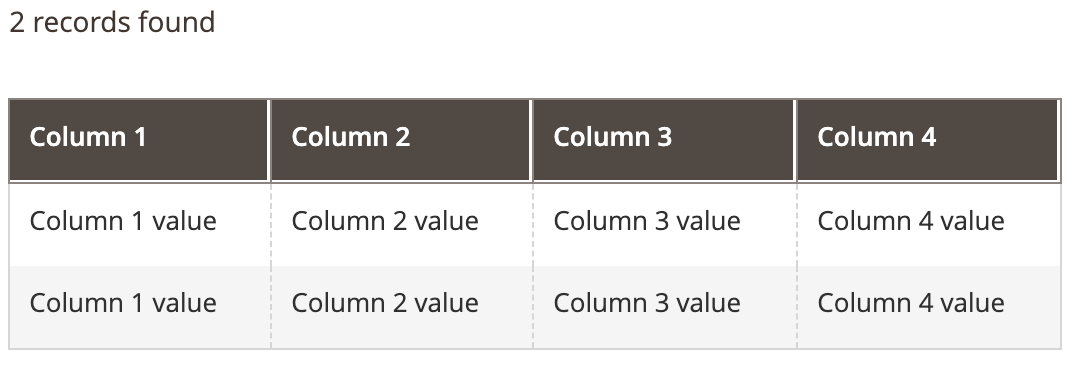 2 records found
Column 1 Column 2 Column 3 Column 4
Column 1 value Column 2 value Column 3 value Column 4 value
Column 1 value Column 2 value Column 3 value Column 4 value